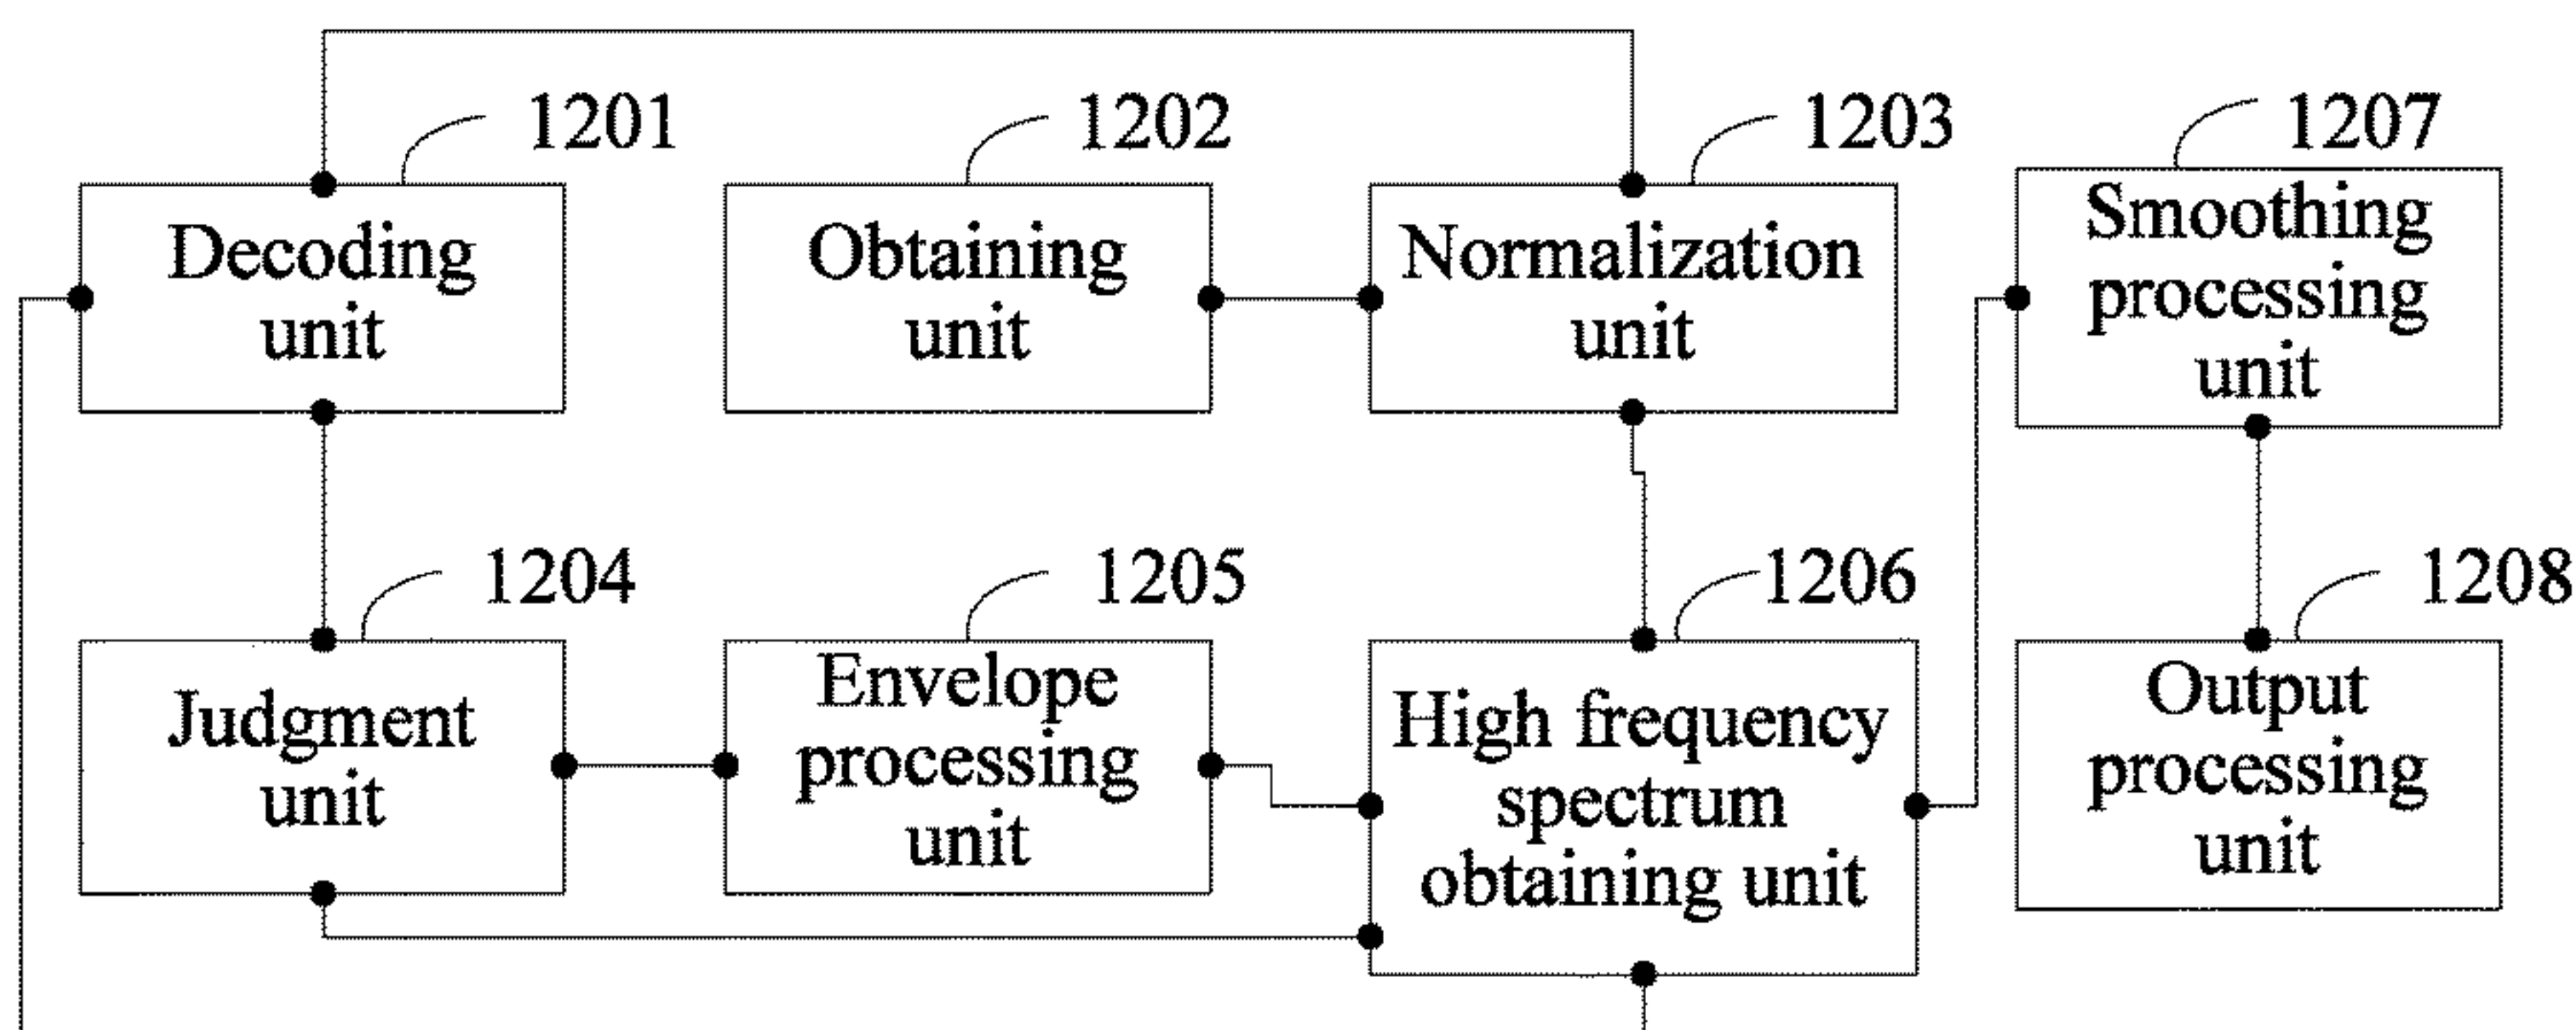 1201
1202
1203
1207
Decoding
unit
Obtaining
unit
Normalization
unit
Smoothing
processing
unit
1204
1205
1206
1208
Judgment
unit
Envelope
processing
unit
High frequency
spectrum
obtaining unit
Output
processing
unit